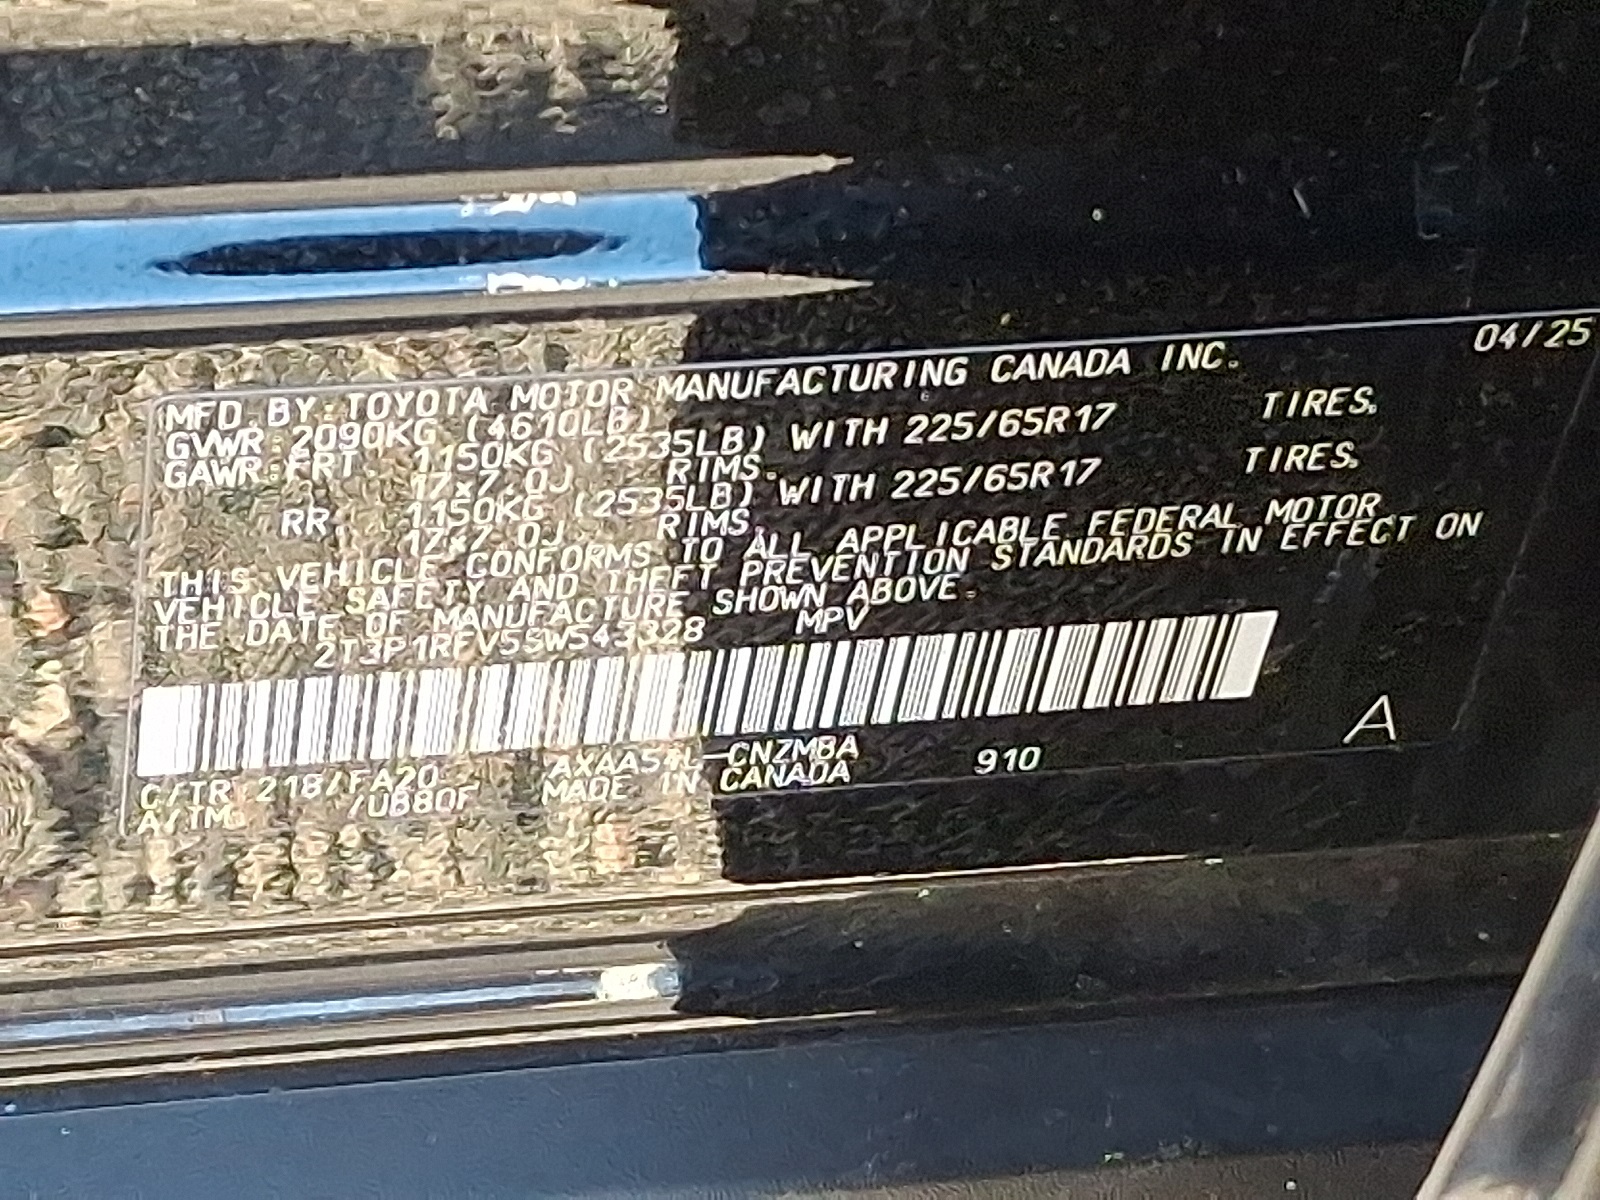 04/25
MFD. BY: TOYOTA MOTOR MANUFACTURING CANADA INC.
GVWR: 2090KG (4610LB)
GAWR: FRT. 1150KG (2535LB) WITH 225/65R17 TIRES.
17x7.0J RIMS.
RR. 1150KG (2535LB) WITH 225/65R17 TIRES.
17x7.0J RIMS.
THIS VEHICLE CONFORMS TO ALL APPLICABLE FEDERAL MOTOR
VEHICLE SAFETY AND THEFT PREVENTION STANDARDS IN EFFECT ON
THE DATE OF MANUFACTURE SHOWN ABOVE.
2T3P1RFV5SW543328 MPV
A
C/TR 218/FA20 AXAA54L-CNZMBA 910
A/TM /UB80F MADE IN CANADA